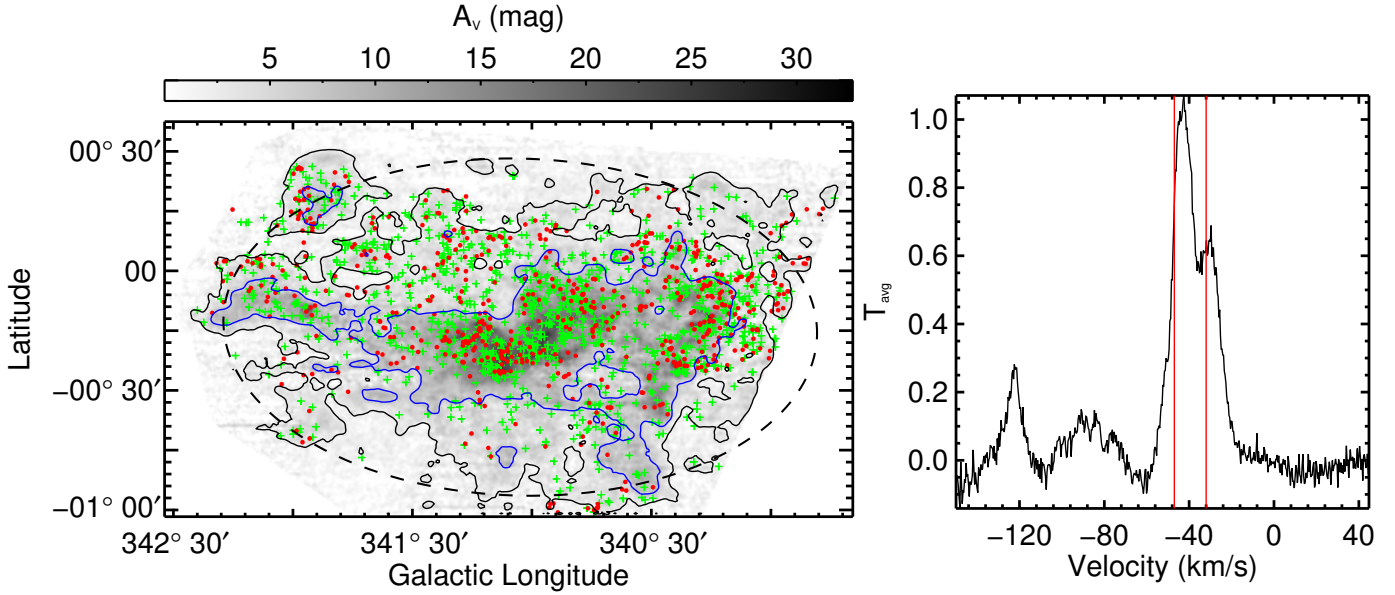 A_v (mag)
5 10 15 20 25 30
00° 30′
00
−00° 30′
−01° 00′
Latitude
342° 30′ 341° 30′ 340° 30′
Galactic Longitude
1.0
0.8
0.6
0.4
0.2
0.0
T_avg
−120 −80 −40 0 40
Velocity (km/s)